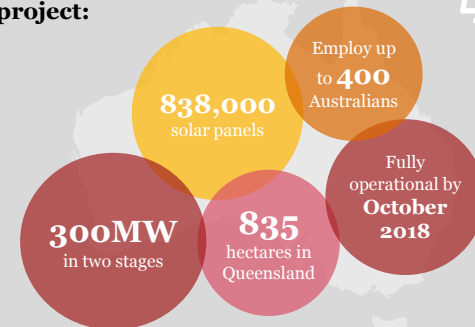 project:
Employ up
to 400
Australians
838,000
solar panels
Fully
operational by
October
2018
300MW
in two stages
835
hectares in
Queensland